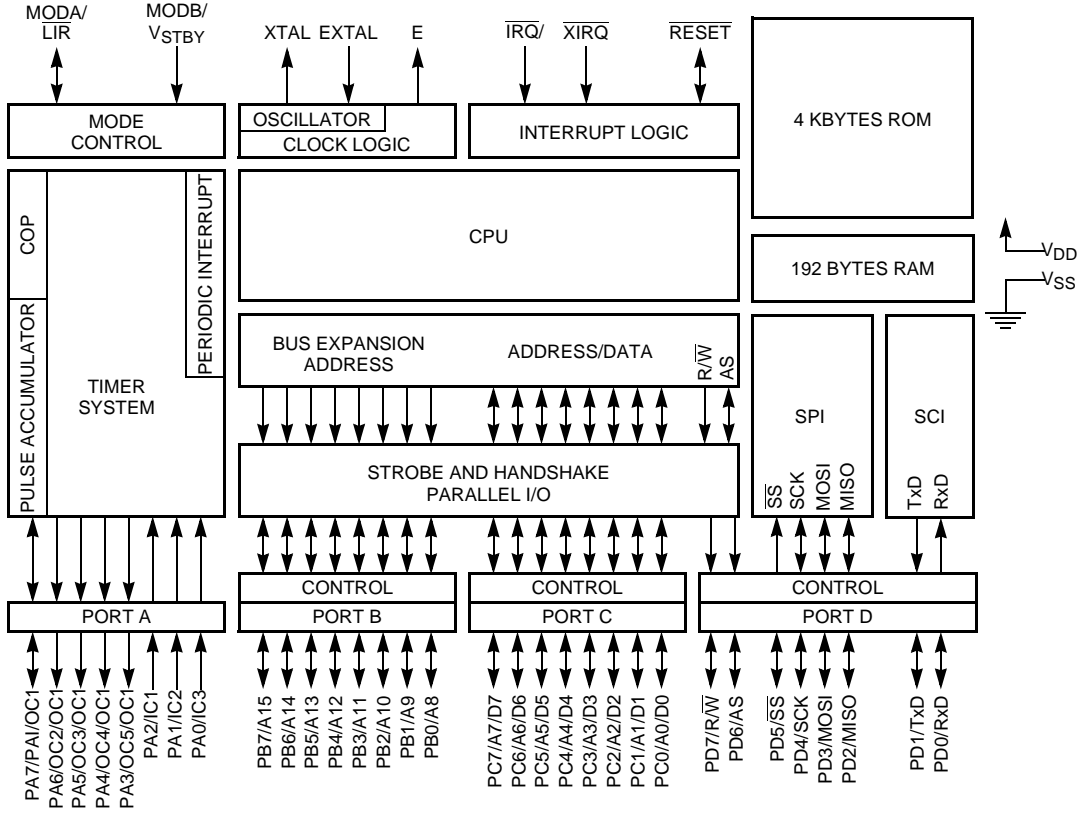 MODA/
LIR
MODB/
VSTBY
XTAL EXTAL E
IRQ/ XIRQ
RESET
MODE
CONTROL
OSCILLATOR
CLOCK LOGIC
INTERRUPT LOGIC
4 KBYTES ROM
COP
PERIODIC INTERRUPT
PULSE ACCUMULATOR
TIMER
SYSTEM
CPU
192 BYTES RAM
VDD
VSS
BUS EXPANSION
ADDRESS
ADDRESS/DATA
R/W
AS
STROBE AND HANDSHAKE
PARALLEL I/O
SPI
SS
SCK
MOSI
MISO
SCI
TxD
RxD
PORT A
CONTROL
PORT B
CONTROL
PORT C
CONTROL
PORT D
PA7/PAI/OC1
PA6/OC2/OC1
PA5/OC3/OC1
PA4/OC4/OC1
PA3/OC5/OC1
PA2/IC1
PA1/IC2
PA0/IC3
PB7/A15
PB6/A14
PB5/A13
PB4/A12
PB3/A11
PB2/A10
PB1/A9
PB0/A8
PC7/A7/D7
PC6/A6/D6
PC5/A5/D5
PC4/A4/D4
PC3/A3/D3
PC2/A2/D2
PC1/A1/D1
PC0/A0/D0
PD7/R/W
PD6/AS
PD5/SS
PD4/SCK
PD3/MOSI
PD2/MISO
PD1/TxD
PD0/RxD